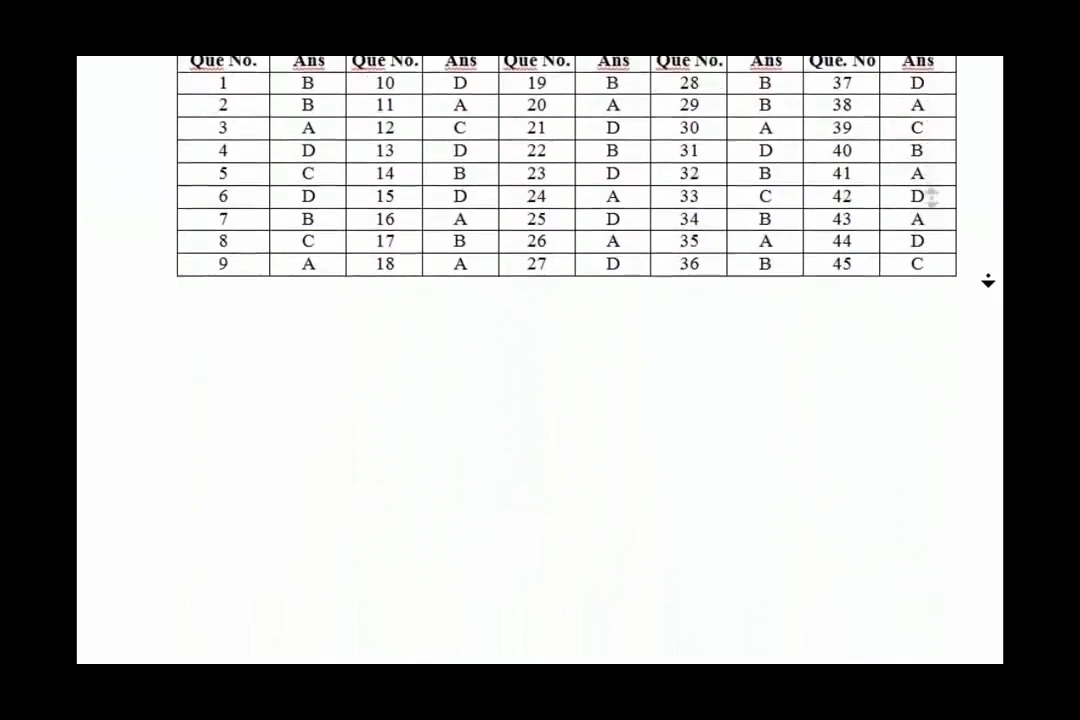 Que No. Ans Que No. Ans Que No. Ans Que No. Ans Que. No Ans
1 B 10 D 19 B 28 B 37 D
2 B 11 A 20 A 29 B 38 A
3 A 12 C 21 D 30 A 39 C
4 D 13 D 22 B 31 D 40 B
5 C 14 B 23 D 32 B 41 A
6 D 15 D 24 A 33 C 42 D
7 B 16 A 25 D 34 B 43 A
8 C 17 B 26 A 35 A 44 D
9 A 18 A 27 D 36 B 45 C